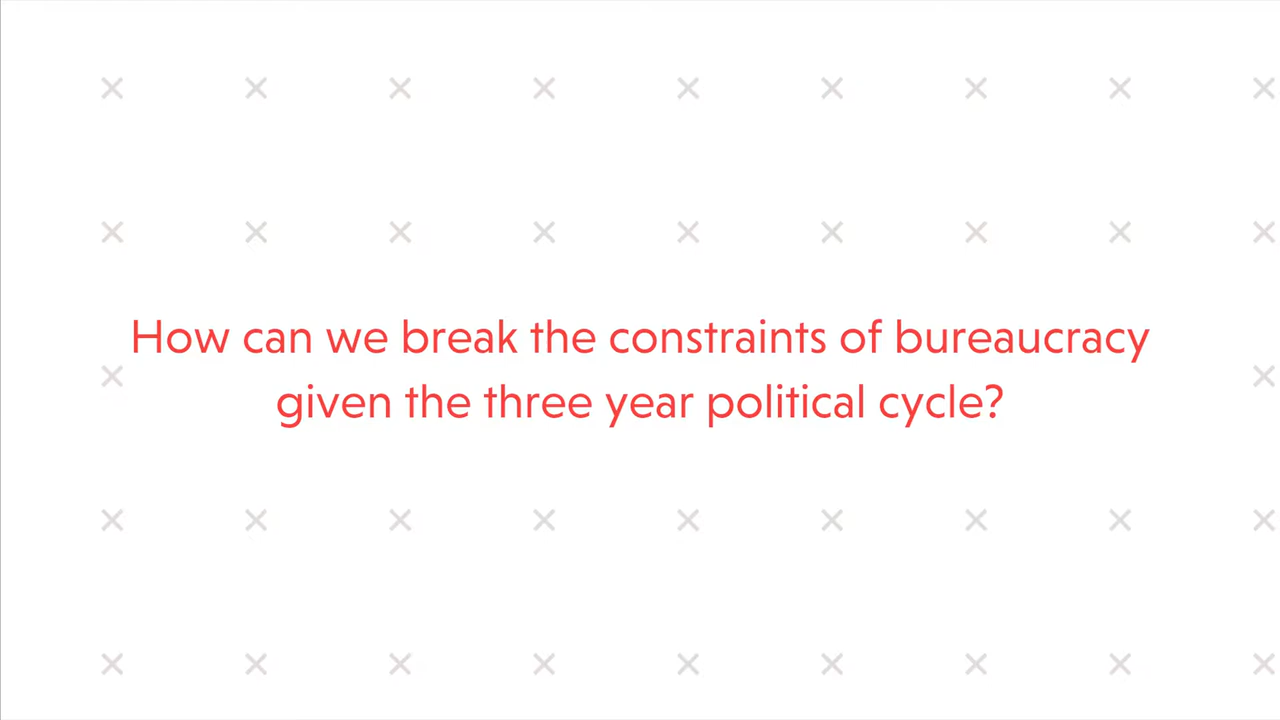 How can we break the constraints of bureaucracy
given the three year political cycle?